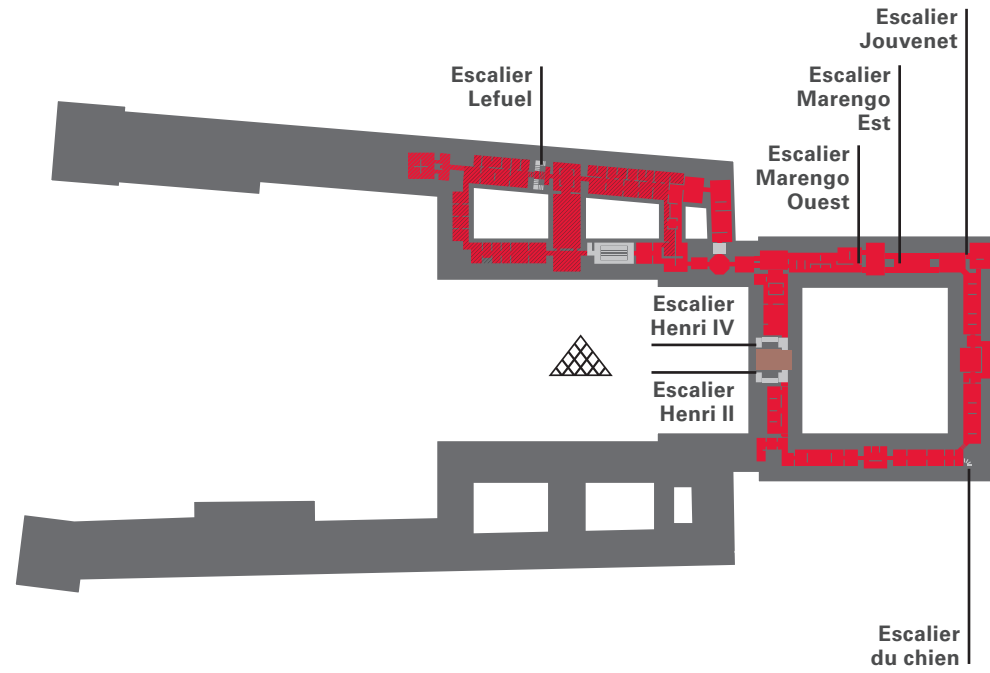 Escalier
Jouvenet
Escalier
Lefuel
Escalier
Marengo
Est
Escalier
Marengo
Ouest
Escalier
Henri IV
Escalier
Henri II
Escalier
du chien